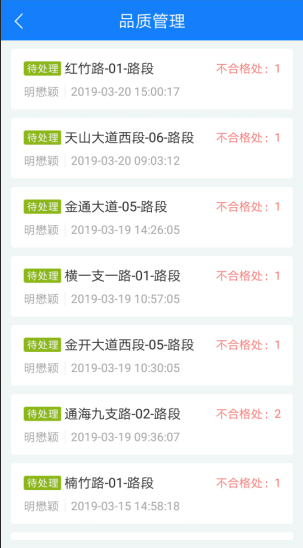 品质管理
待处理 红竹路-01-路段 不合格处：1
明懋颖 2019-03-20 15:00:17
待处理 天山大道西段-06-路段 不合格处：1
明懋颖 2019-03-20 09:03:12
待处理 金通大道-05-路段 不合格处：1
明懋颖 2019-03-19 14:26:05
待处理 横一支一路-01-路段 不合格处：1
明懋颖 2019-03-19 10:57:05
待处理 金开大道西段-05-路段 不合格处：1
明懋颖 2019-03-19 10:30:05
待处理 通海九支路-02-路段 不合格处：2
明懋颖 2019-03-19 09:36:07
待处理 楠竹路-01-路段 不合格处：1
明懋颖 2019-03-15 14:58:18